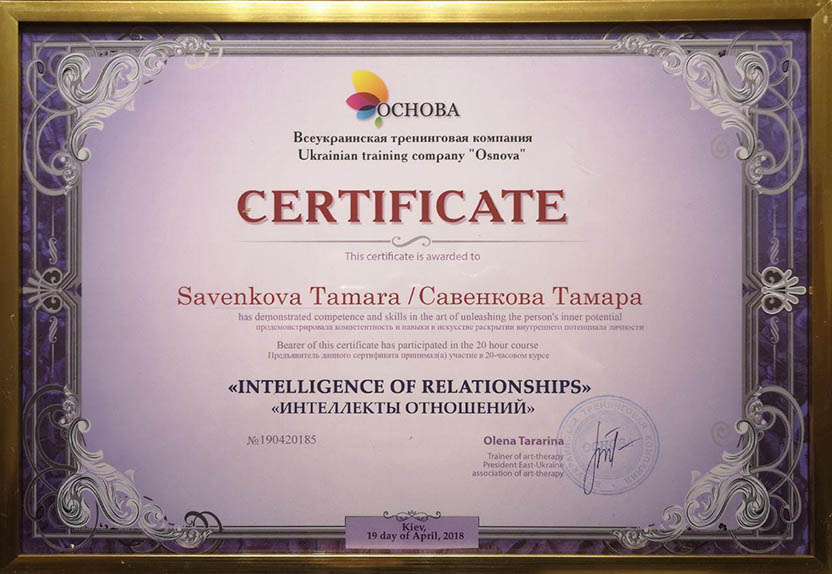 ОСНОВА
Всеукраинская тренинговая компания
Ukrainian training company "Osnova"
CERTIFICATE
This certificate is awarded to
Savenkova Tamara / Савенкова Тамара
has demonstrated competence and skills in the art of unleashing the person's inner potential
продемонстрировала компетентность и навыки в искусстве раскрытия внутреннего потенциала личности
Bearer of this certificate has participated in the 20 hour course
Предъявитель данного сертификата принимал(а) участие в 20-часовом курсе
«INTELLIGENCE OF RELATIONSHIPS»
«ИНТЕЛЛЕКТЫ ОТНОШЕНИЙ»
№190420185
Olena Tararina
Trainer of art-therapy
President East-Ukraine
association of art-therapy
Kiev,
19 day of April, 2018